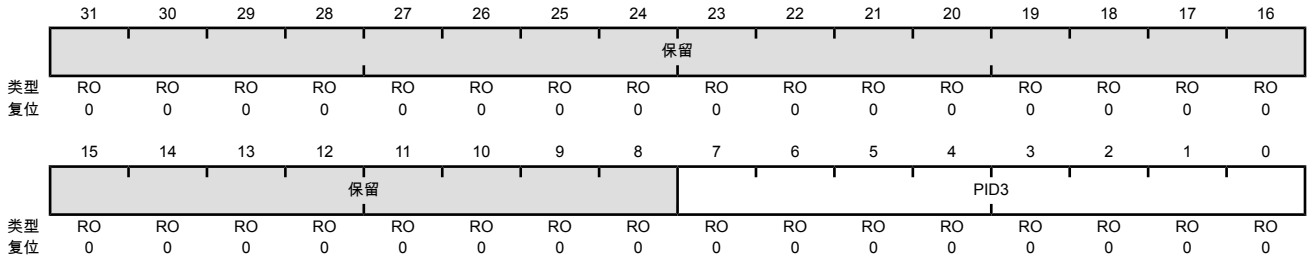 31 30 29 28 27 26 25 24 23 22 21 20 19 18 17 16
保留
类型 RO RO RO RO RO RO RO RO RO RO RO RO RO RO RO RO
复位 0 0 0 0 0 0 0 0 0 0 0 0 0 0 0 0
15 14 13 12 11 10 9 8 7 6 5 4 3 2 1 0
保留 PID3
类型 RO RO RO RO RO RO RO RO RO RO RO RO RO RO RO RO
复位 0 0 0 0 0 0 0 0 0 0 0 0 0 0 0 0